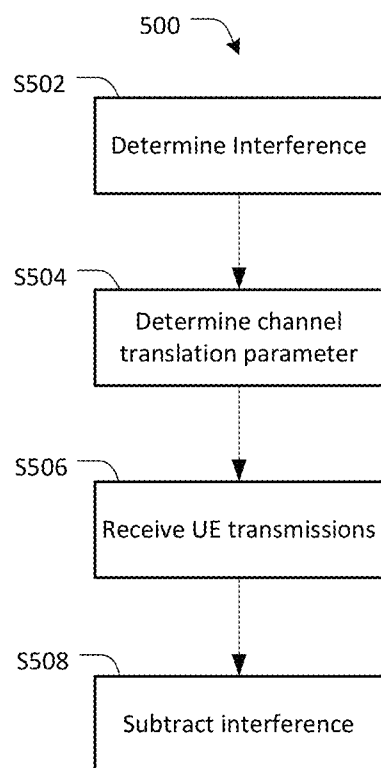 500
S502
Determine Interference
S504
Determine channel
translation parameter
S506
Receive UE transmissions
S508
Subtract interference